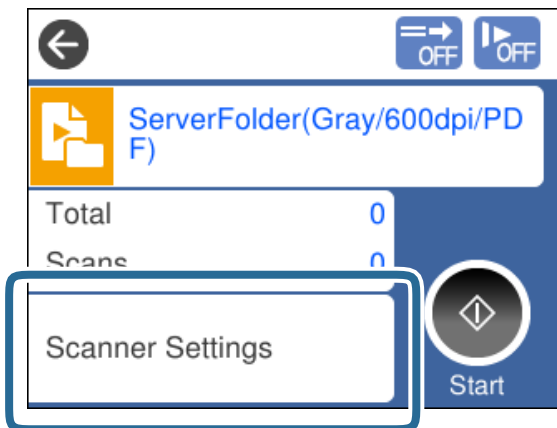 OFF
OFF
ServerFolder(Gray/600dpi/PD
F)
Total 0
Scans 0
Scanner Settings
Start